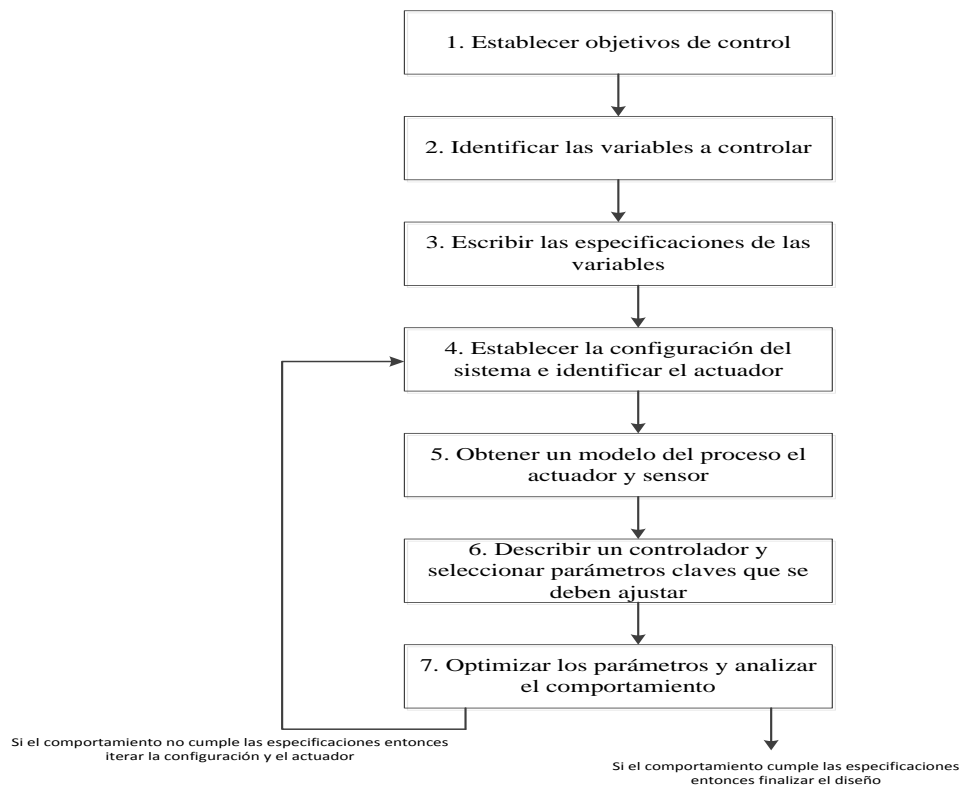 1. Establecer objetivos de control
2. Identificar las variables a controlar
3. Escribir las especificaciones de las
variables
4. Establecer la configuración del
sistema e identificar el actuador
5. Obtener un modelo del proceso el
actuador y sensor
6. Describir un controlador y
seleccionar parámetros claves que se
deben ajustar
7. Optimizar los parámetros y analizar
el comportamiento
Si el comportamiento no cumple las especificaciones entonces
iterar la configuración y el actuador
Si el comportamiento cumple las especificaciones
entonces finalizar el diseño